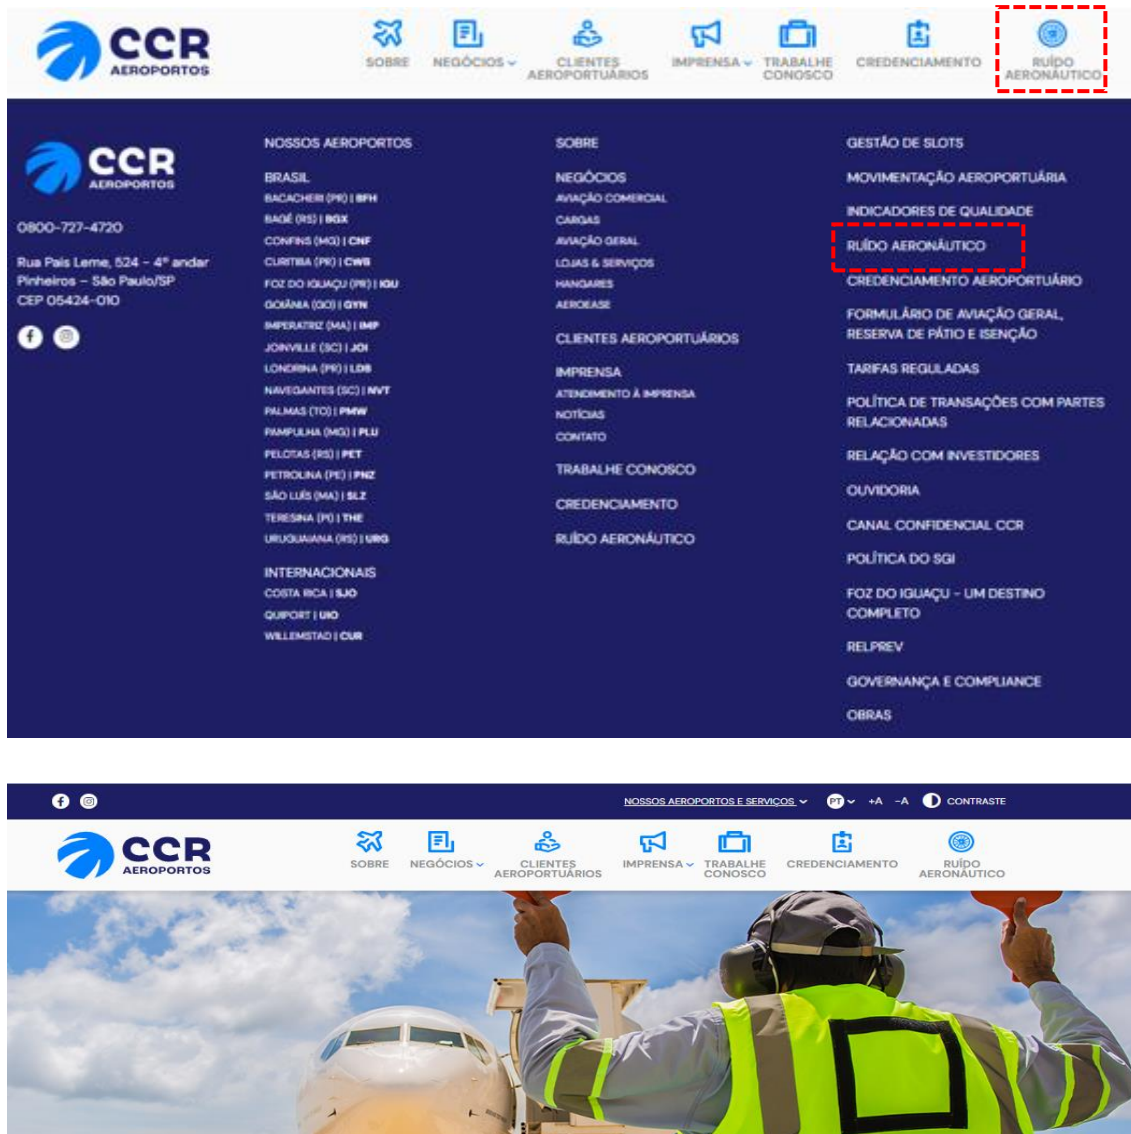 CCR
AEROPORTOS
SOBRE
NEGÓCIOS
CLIENTES
AEROPORTUÁRIOS
IMPRENSA
TRABALHE
CONOSCO
CREDENCIAMENTO
RUÍDO
AERONÁUTICO
CCR
AEROPORTOS
0800-727-4720
Rua Pais Leme, 524 - 4º andar
Pinheiros – São Paulo/SP
CEP 05424-010
NOSSOS AEROPORTOS
BRASIL
BACACHERI (PR) | BFH
BAGÉ (RS) | BGX
CONFINS (MG) | CNF
CURITIBA (PR) | CWB
FOZ DO IGUAÇU (PR) | IGU
GOIÂNIA (GO) | GYN
IMPERATRIZ (MA) | IMP
JOINVILLE (SC) | JOI
LONDRINA (PR) | LDB
NAVEGANTES (SC) | NVT
PALMAS (TO) | PMW
PAMPULHA (MG) | PLU
PELOTAS (RS) | PET
PETROLINA (PE) | PNZ
SÃO LUÍS (MA) | SLZ
TERESINA (PI) | THE
URUGUAIANA (RS) | URG
INTERNACIONAIS
COSTA RICA | SJO
QUIPORT | UIO
WILLEMSTAD | CUR
SOBRE
NEGÓCIOS
AVIAÇÃO COMERCIAL
CARGAS
AVIAÇÃO GERAL
LOJAS & SERVIÇOS
HANGARES
AEROEASE
CLIENTES AEROPORTUÁRIOS
IMPRENSA
ATENDIMENTO À IMPRENSA
NOTÍCIAS
CONTATO
TRABALHE CONOSCO
CREDENCIAMENTO
RUÍDO AERONÁUTICO
GESTÃO DE SLOTS
MOVIMENTAÇÃO AEROPORTUÁRIA
INDICADORES DE QUALIDADE
RUÍDO AERONÁUTICO
CREDENCIAMENTO AEROPORTUÁRIO
FORMULÁRIO DE AVIAÇÃO GERAL,
RESERVA DE PÁTIO E ISENÇÃO
TARIFAS REGULADAS
POLÍTICA DE TRANSAÇÕES COM PARTES
RELACIONADAS
RELAÇÃO COM INVESTIDORES
OUVIDORIA
CANAL CONFIDENCIAL CCR
POLÍTICA DO SGI
FOZ DO IGUAÇU - UM DESTINO
COMPLETO
RELPREV
GOVERNANÇA E COMPLIANCE
OBRAS
NOSSOS AEROPORTOS E SERVIÇOS
PT
+A
-A
CONTRASTE
CCR
AEROPORTOS
SOBRE
NEGÓCIOS
CLIENTES
AEROPORTUÁRIOS
IMPRENSA
TRABALHE
CONOSCO
CREDENCIAMENTO
RUÍDO
AERONÁUTICO